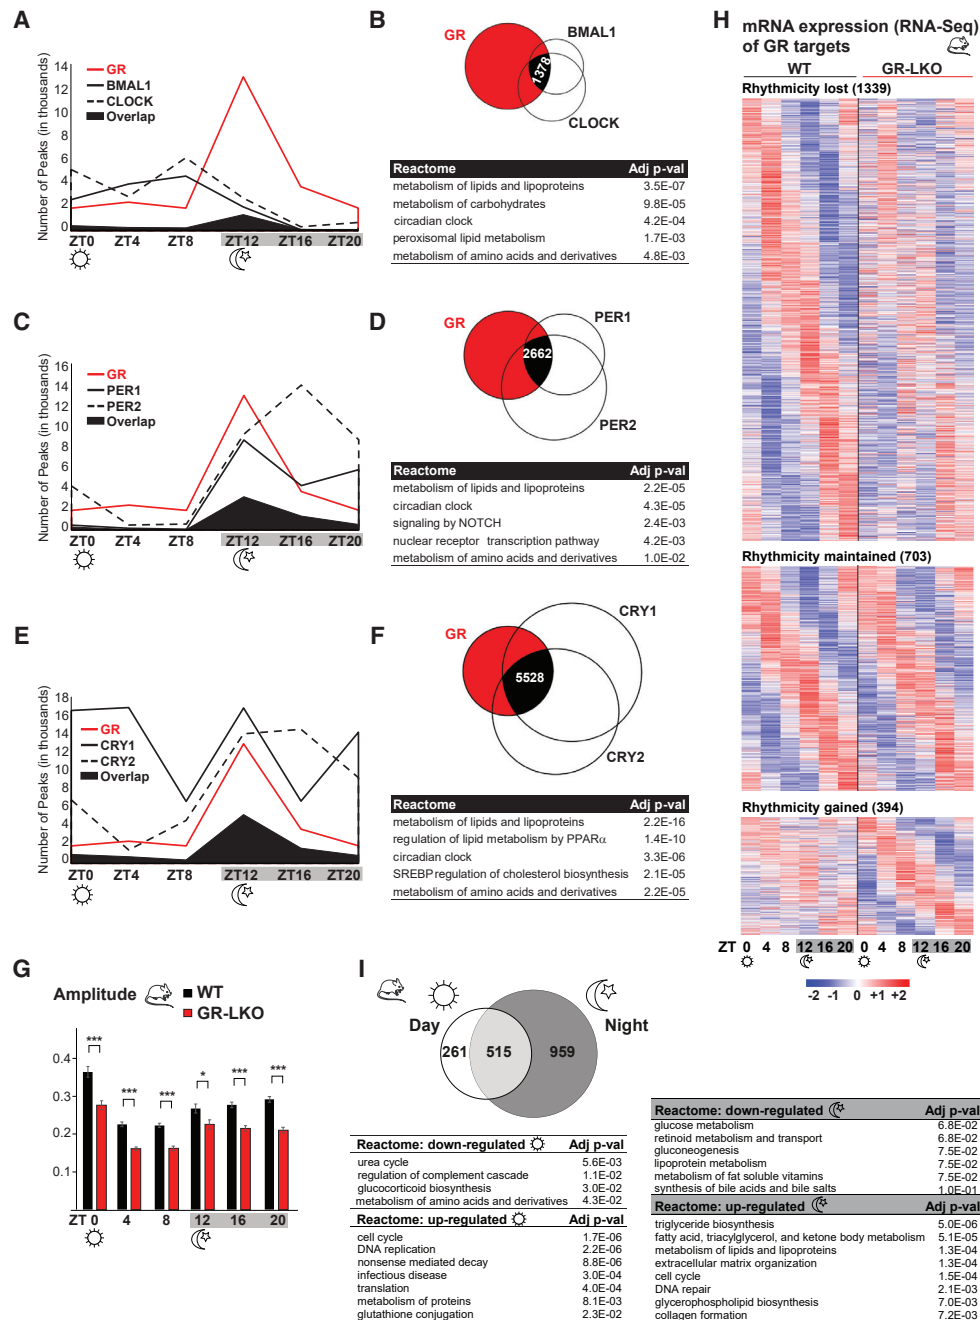 A
Number of Peaks (in thousands)
14
12
10
8
6
4
2
0
GR
BMAL1
CLOCK
Overlap
ZT0 ZT4 ZT8 ZT12 ZT16 ZT20
B
GR
BMAL1
1378
CLOCK
Reactome Adj p-val
metabolism of lipids and lipoproteins 3.5E-07
metabolism of carbohydrates 9.8E-05
circadian clock 4.2E-04
peroxisomal lipid metabolism 1.7E-03
metabolism of amino acids and derivatives 4.8E-03
C
Number of Peaks (in thousands)
16
14
12
10
8
6
4
2
0
GR
PER1
PER2
Overlap
ZT0 ZT4 ZT8 ZT12 ZT16 ZT20
D
GR
PER1
2662
PER2
Reactome Adj p-val
metabolism of lipids and lipoproteins 2.2E-05
circadian clock 4.3E-05
signaling by NOTCH 2.4E-03
nuclear receptor transcription pathway 4.2E-03
metabolism of amino acids and derivatives 1.0E-02
E
Number of Peaks (in thousands)
18
16
14
12
10
8
6
4
2
0
GR
CRY1
CRY2
Overlap
ZT0 ZT4 ZT8 ZT12 ZT16 ZT20
F
GR
CRY1
5528
CRY2
Reactome Adj p-val
metabolism of lipids and lipoproteins 2.2E-16
regulation of lipid metabolism by PPARα 1.4E-10
circadian clock 3.3E-06
SREBP regulation of cholesterol biosynthesis 2.1E-05
metabolism of amino acids and derivatives 2.2E-05
G
Amplitude
WT
GR-LKO
0.4
0.3
0.2
0.1
*** *** *** * *** ***
ZT 0 4 8 12 16 20
H
mRNA expression (RNA-Seq)
of GR targets
WT GR-LKO
Rhythmicity lost (1339)
Rhythmicity maintained (703)
Rhythmicity gained (394)
ZT 0 4 8 12 16 20 0 4 8 12 16 20
-2 -1 0 +1 +2
I
Day Night
261 515 959
Reactome: down-regulated Adj p-val
urea cycle 5.6E-03
regulation of complement cascade 1.1E-02
glucocorticoid biosynthesis 3.0E-02
metabolism of amino acids and derivatives 4.3E-02
Reactome: up-regulated Adj p-val
cell cycle 1.7E-06
DNA replication 2.2E-06
nonsense mediated decay 8.8E-06
infectious disease 3.0E-04
translation 4.0E-04
metabolism of proteins 8.1E-03
glutathione conjugation 2.3E-02
Reactome: down-regulated Adj p-val
glucose metabolism 6.8E-02
retinoid metabolism and transport 6.8E-02
gluconeogenesis 7.5E-02
lipoprotein metabolism 7.5E-02
metabolism of fat soluble vitamins 7.5E-02
synthesis of bile acids and bile salts 1.0E-01
Reactome: up-regulated Adj p-val
triglyceride biosynthesis 5.0E-06
fatty acid, triacylglycerol, and ketone body metabolism 5.1E-05
metabolism of lipids and lipoproteins 1.3E-04
extracellular matrix organization 1.3E-04
cell cycle 1.5E-04
DNA repair 2.1E-03
glycerophospholipid biosynthesis 7.0E-03
collagen formation 7.2E-03